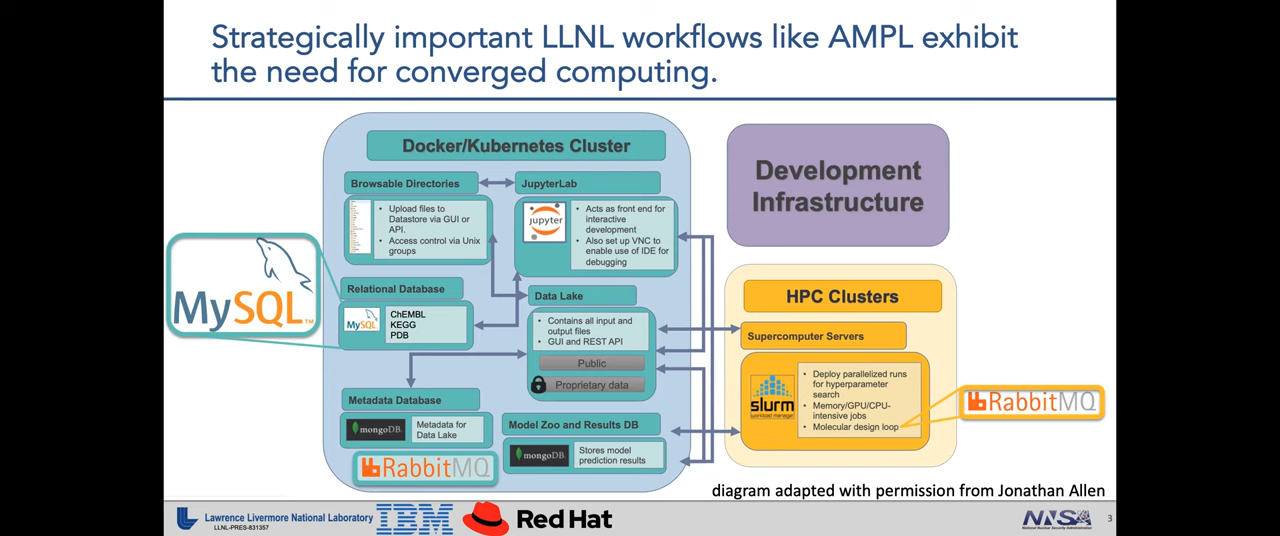 Strategically important LLNL workflows like AMPL exhibit
the need for converged computing.
Docker/Kubernetes Cluster
Browsable Directories
• Upload files to
Datastore via GUI or
API.
• Access control via Unix
groups
JupyterLab
jupyter
• Acts as front end for
interactive
development
• Also set up VNC to
enable use of IDE for
debugging
MySQL™
Relational Database
MySQL
ChEMBL
KEGG
PDB
Data Lake
• Contains all input and
output files
• GUI and REST API
Public
Proprietary data
Metadata Database
mongoDB
Metadata for
Data Lake
RabbitMQ
Model Zoo and Results DB
mongoDB
Stores model
prediction results
Development
Infrastructure
HPC Clusters
Supercomputer Servers
slurm
workload manager
• Deploy parallelized runs
for hyperparameter
search
• Memory/GPU/CPU-
intensive jobs
• Molecular design loop
RabbitMQ
diagram adapted with permission from Jonathan Allen
Lawrence Livermore National Laboratory
LLNL-PRES-831357
IBM
Red Hat
NNSA
National Nuclear Security Administration
3